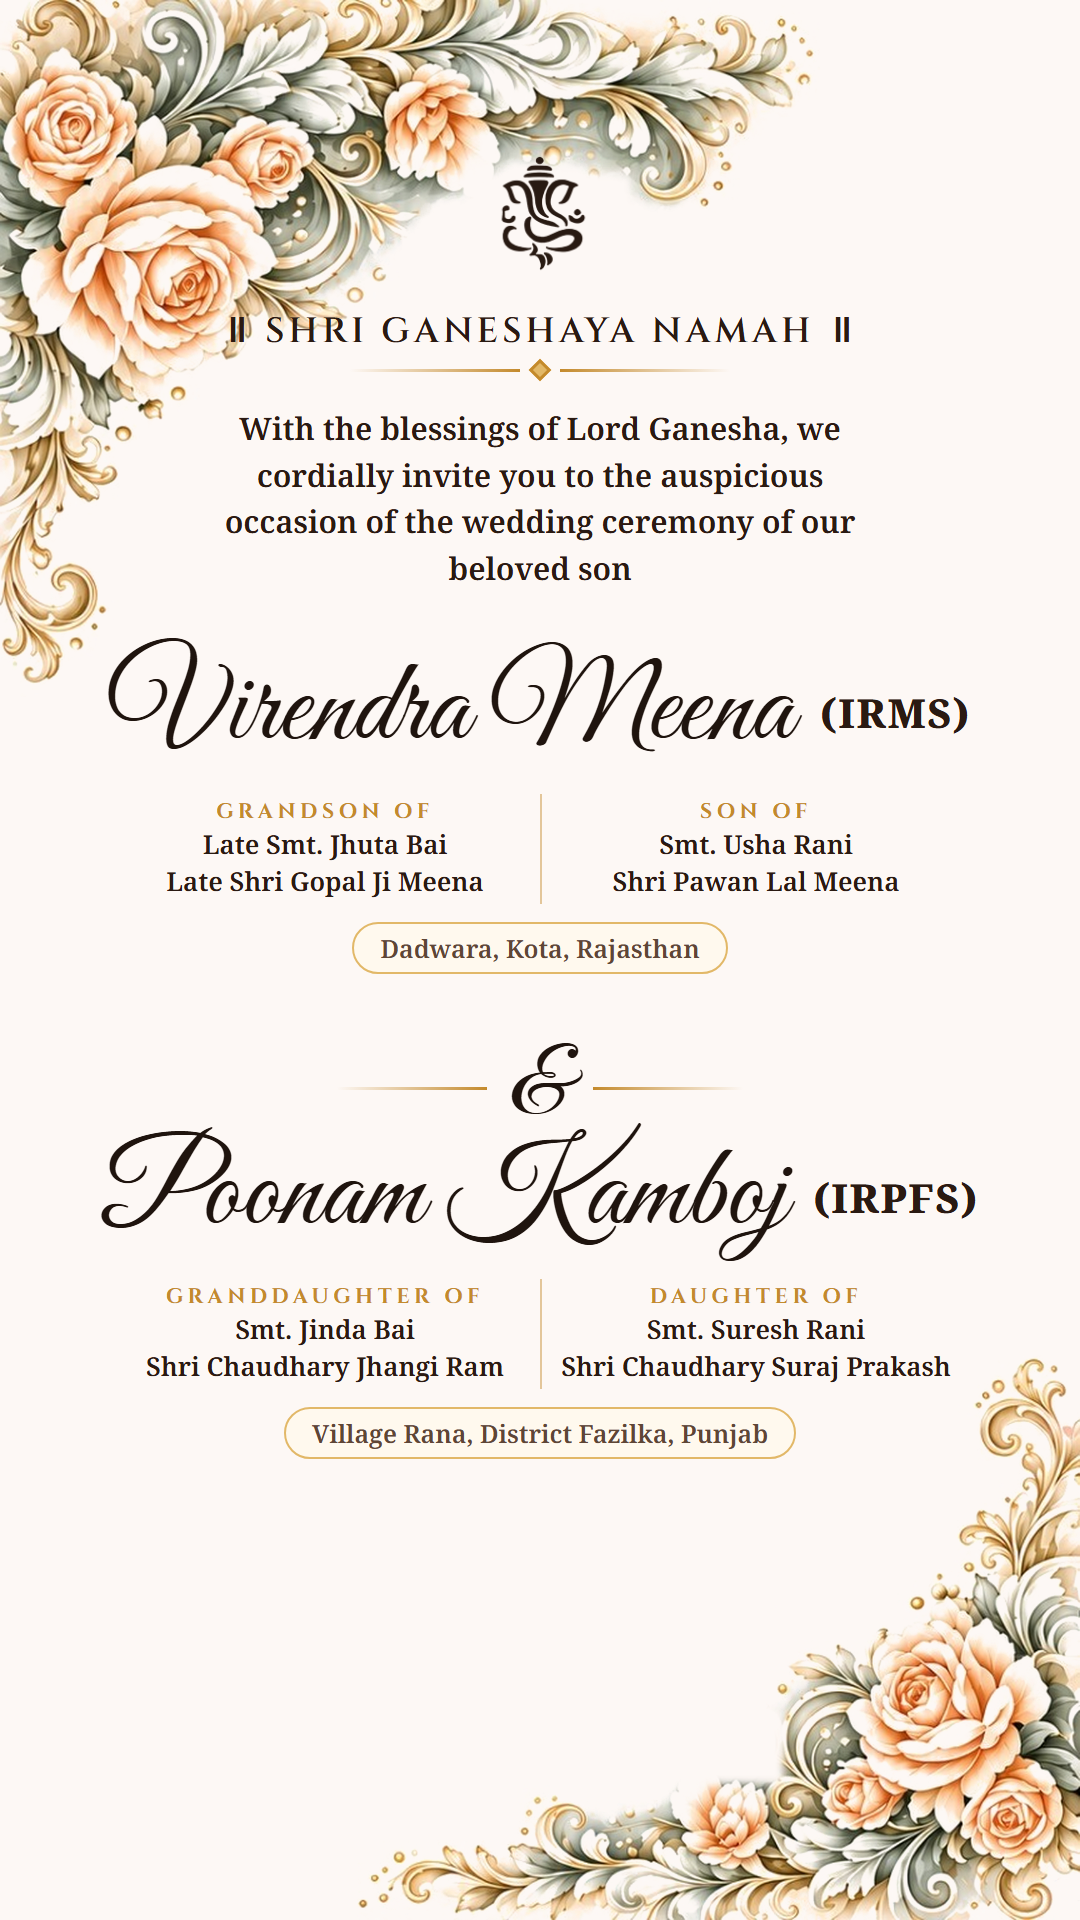 ॥ SHRI GANESHAYA NAMAH ॥
With the blessings of Lord Ganesha, we
cordially invite you to the auspicious
occasion of the wedding ceremony of our
beloved son
Virendra Meena (IRMS)
GRANDSON OF
Late Smt. Jhuta Bai
Late Shri Gopal Ji Meena
SON OF
Smt. Usha Rani
Shri Pawan Lal Meena
Dadwara, Kota, Rajasthan
&
Poonam Kamboj (IRPFS)
GRANDDAUGHTER OF
Smt. Jinda Bai
Shri Chaudhary Jhangi Ram
DAUGHTER OF
Smt. Suresh Rani
Shri Chaudhary Suraj Prakash
Village Rana, District Fazilka, Punjab